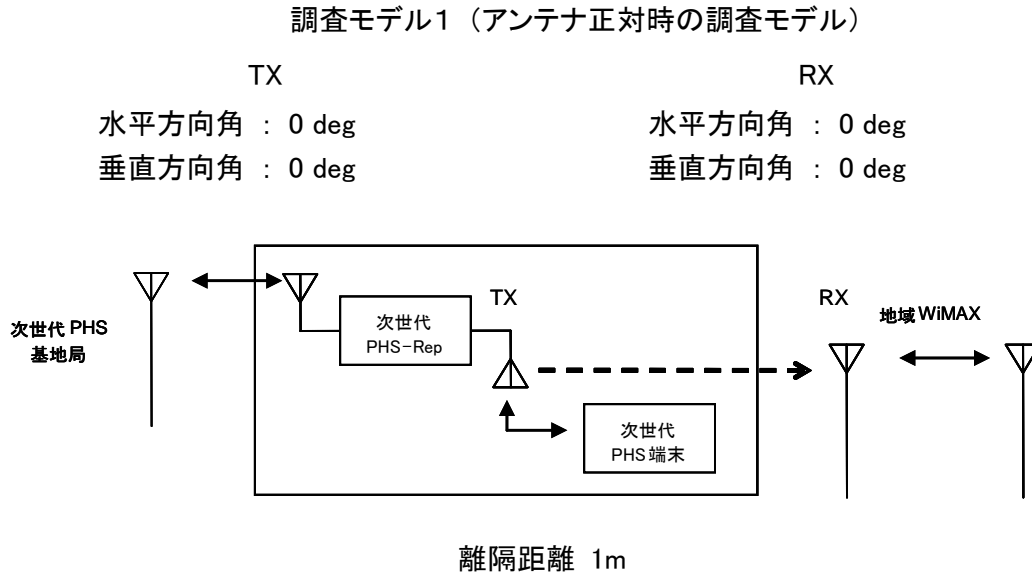 調査モデル１（アンテナ正対時の調査モデル）
TX
水平方向角 ： 0 deg
垂直方向角 ： 0 deg
RX
水平方向角 ： 0 deg
垂直方向角 ： 0 deg
次世代 PHS
基地局
次世代
PHS-Rep
TX
次世代
PHS 端末
RX
地域 WiMAX
離隔距離 1m